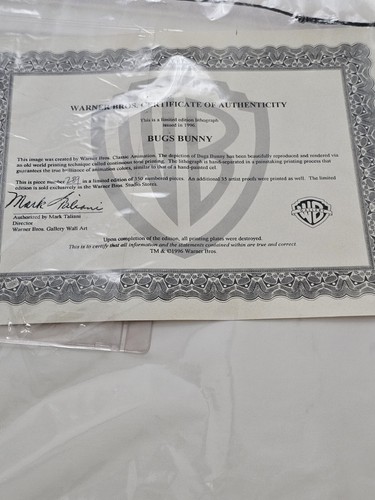 WARNER BROS. CERTIFICATE OF AUTHENTICITY
This is a limited edition lithograph
issued in 1996.
BUGS BUNNY
This image was created by Warner Bros. Classic Animation. The depiction of Bugs Bunny has been beautifully reproduced and rendered via
an old world printing technique called continuous tone printing. The lithograph is hand-separated in a painstaking printing process that
guarantees the true brilliance of animation colors, similar to that of a hand-painted cel.
This is piece number in a limited edition of 350 numbered pieces. An additional 35 artist proofs were printed as well. The limited
edition is sold exclusively in the Warner Bros. Studio Stores.
Mark Taliani
Authorized by Mark Taliani
Director
Warner Bros. Gallery Wall Art
WB
Upon completion of the edition, all printing plates were destroyed.
This is to certify that all information and the statements contained within are true and correct.
TM & ©1996 Warner Bros.